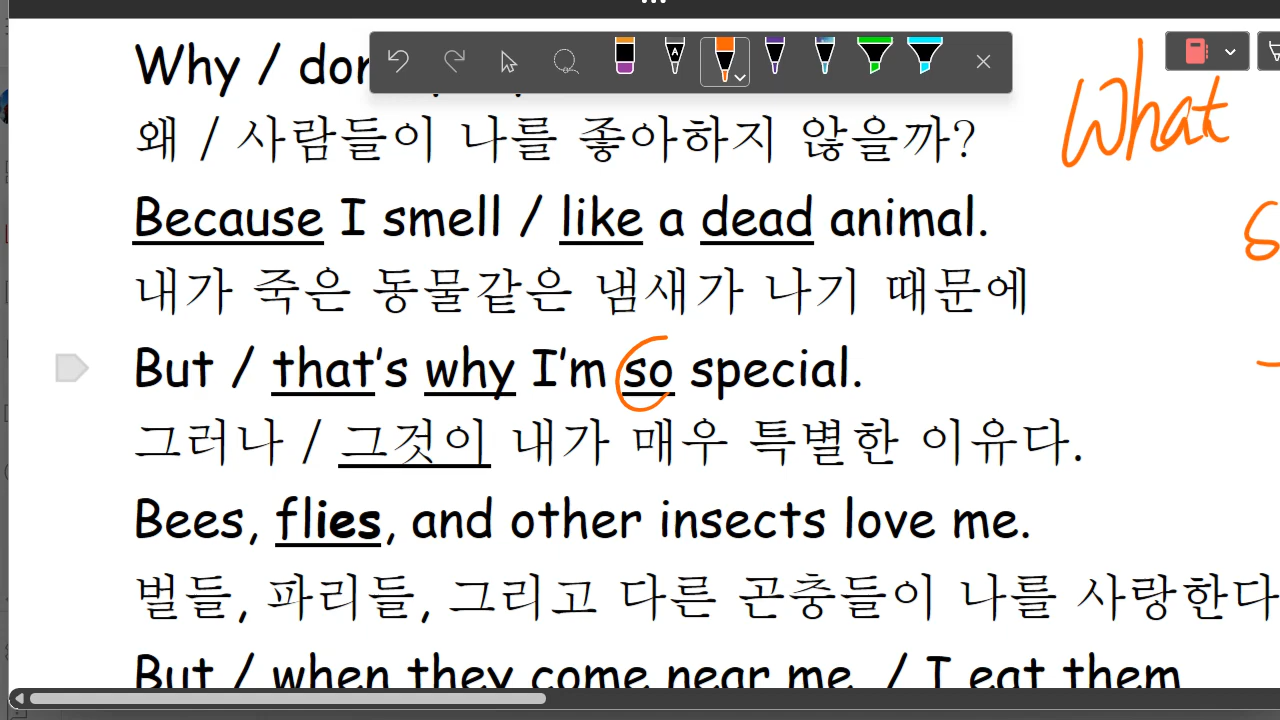 Why /
What
왜 / 사람들이 나를 좋아하지 않을까?
Because I smell / like a dead animal.
내가 죽은 동물같은 냄새가 나기 때문에
But / that's why I'm so special.
그러나 / 그것이 내가 매우 특별한 이유다.
Bees, flies, and other insects love me.
벌들, 파리들, 그리고 다른 곤충들이 나를 사랑한다
But / when they come near me, / I eat them